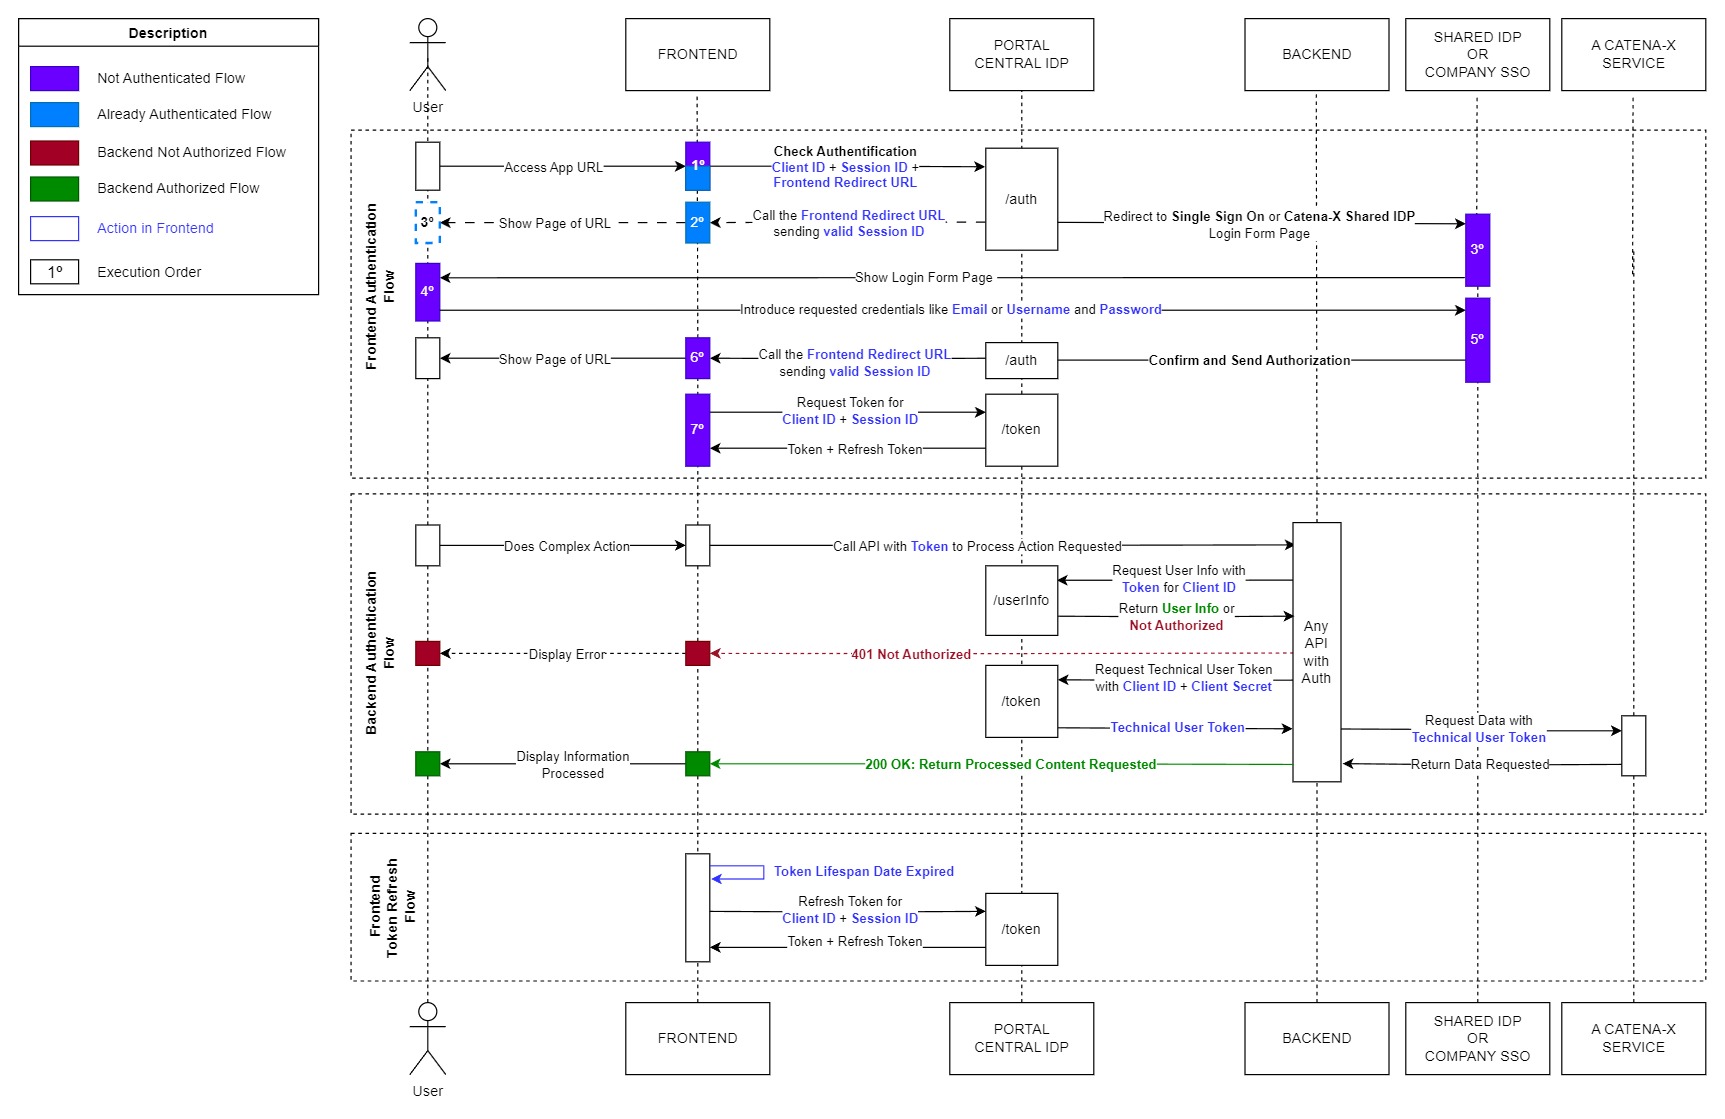 Description
Not Authenticated Flow
Already Authenticated Flow
Backend Not Authorized Flow
Backend Authorized Flow
Action in Frontend
1º
Execution Order
User
FRONTEND
PORTAL
CENTRAL IDP
BACKEND
SHARED IDP
OR
COMPANY SSO
A CATENA-X
SERVICE
Frontend Authentication
Flow
Access App URL
1º
Check Authentification
Client ID + Session ID +
Frontend Redirect URL
/auth
3º
Show Page of URL
2º
Call the Frontend Redirect URL
sending valid Session ID
Redirect to Single Sign On or Catena-X Shared IDP
Login Form Page
3º
4º
Show Login Form Page
Introduce requested credentials like Email or Username and Password
5º
Show Page of URL
6º
Call the Frontend Redirect URL
sending valid Session ID
/auth
Confirm and Send Authorization
7º
Request Token for
Client ID + Session ID
Token + Refresh Token
/token
Backend Authentication
Flow
Does Complex Action
Call API with Token to Process Action Requested
/userInfo
Request User Info with
Token for Client ID
Return User Info or
Not Authorized
Any
API
with
Auth
Display Error
401 Not Authorized
/token
Request Technical User Token
with Client ID + Client Secret
Technical User Token
Request Data with
Technical User Token
Return Data Requested
Display Information
Processed
200 OK: Return Processed Content Requested
Frontend
Token Refresh
Flow
Token Lifespan Date Expired
Refresh Token for
Client ID + Session ID
Token + Refresh Token
/token
User
FRONTEND
PORTAL
CENTRAL IDP
BACKEND
SHARED IDP
OR
COMPANY SSO
A CATENA-X
SERVICE